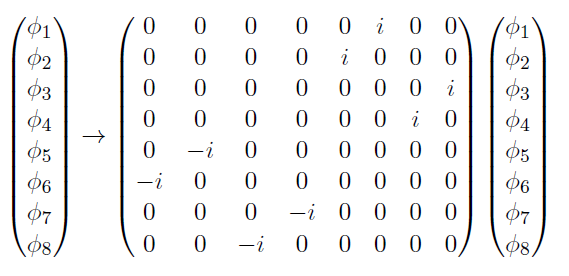 ϕ1 0 0 0 0 0 i 0 0 ϕ1
ϕ2 0 0 0 0 i 0 0 0 ϕ2
ϕ3 0 0 0 0 0 0 0 i ϕ3
ϕ4 0 0 0 0 0 0 i 0 ϕ4
→
ϕ5 0 −i 0 0 0 0 0 0 ϕ5
ϕ6 −i 0 0 0 0 0 0 0 ϕ6
ϕ7 0 0 0 −i 0 0 0 0 ϕ7
ϕ8 0 0 −i 0 0 0 0 0 ϕ8